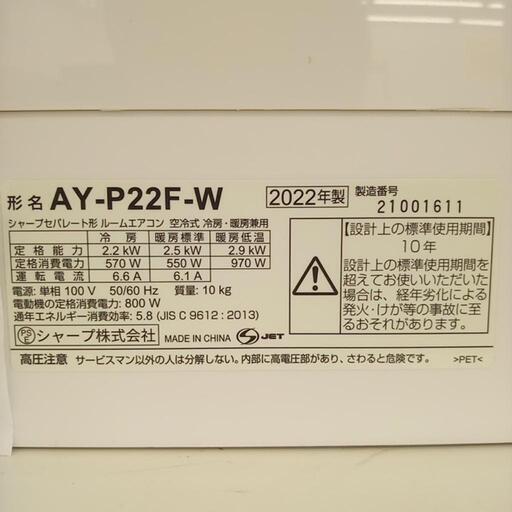 形名 AY-P22F-W 2022年製 製造番号 21001611
シャープセパレート形 ルームエアコン 空冷式 冷房・暖房兼用
冷房 暖房標準 暖房低温
定格能力 2.2 kW 2.5 kW 2.9 kW
定格消費電力 570 W 550 W 970 W
運転電流 6.6 A 6.1 A
電源: 単相 100 V 50/60 Hz 質量: 10 kg
電動機の定格消費電力: 800 W
通年エネルギー消費効率: 5.8 (JIS C 9612 : 2013)
PS E シャープ株式会社 MADE IN CHINA S JET
【設計上の標準使用期間】
10 年
設計上の標準使用期間を
超えてお使いいただいた
場合は、経年劣化による
発火・けが等の事故に至
るおそれがあります。
高圧注意 サービスマン以外の人は分解しない。内部に高電圧部があり、さわると危険です。 >PET<